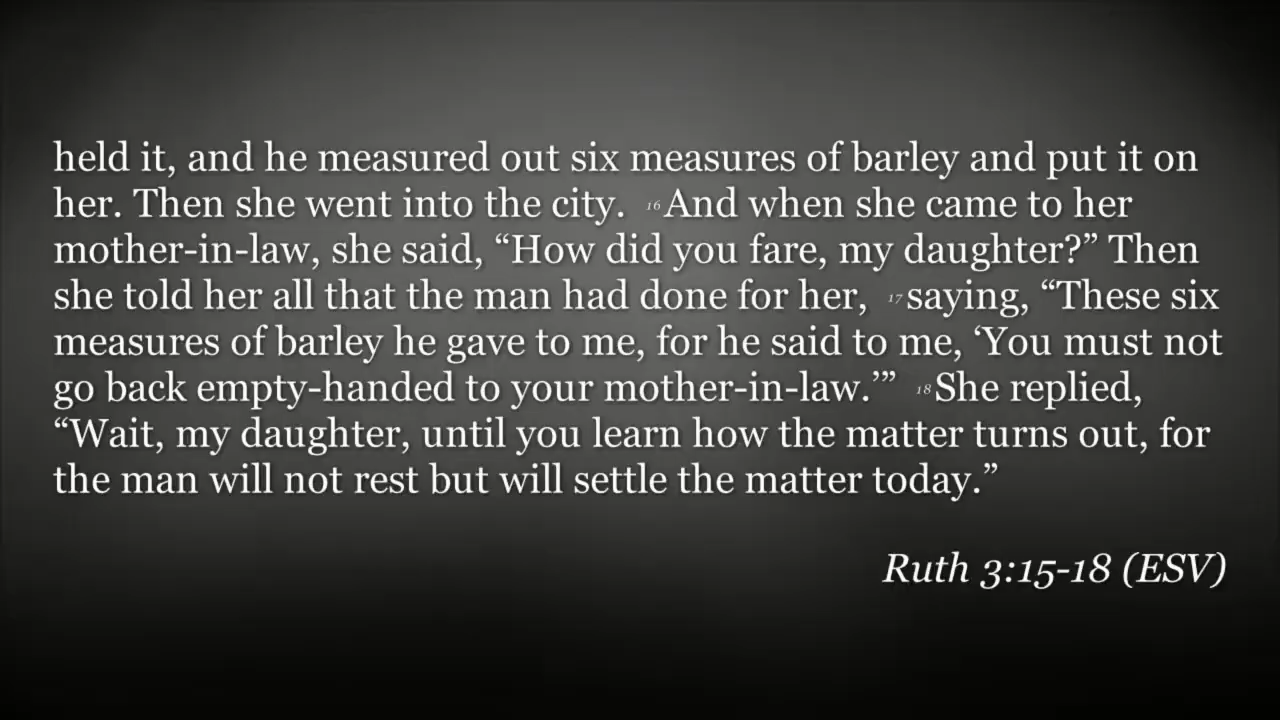 held it, and he measured out six measures of barley and put it on
her. Then she went into the city. 16 And when she came to her
mother-in-law, she said, “How did you fare, my daughter?” Then
she told her all that the man had done for her, 17 saying, “These six
measures of barley he gave to me, for he said to me, ‘You must not
go back empty-handed to your mother-in-law.’” 18 She replied,
“Wait, my daughter, until you learn how the matter turns out, for
the man will not rest but will settle the matter today.”
Ruth 3:15-18 (ESV)